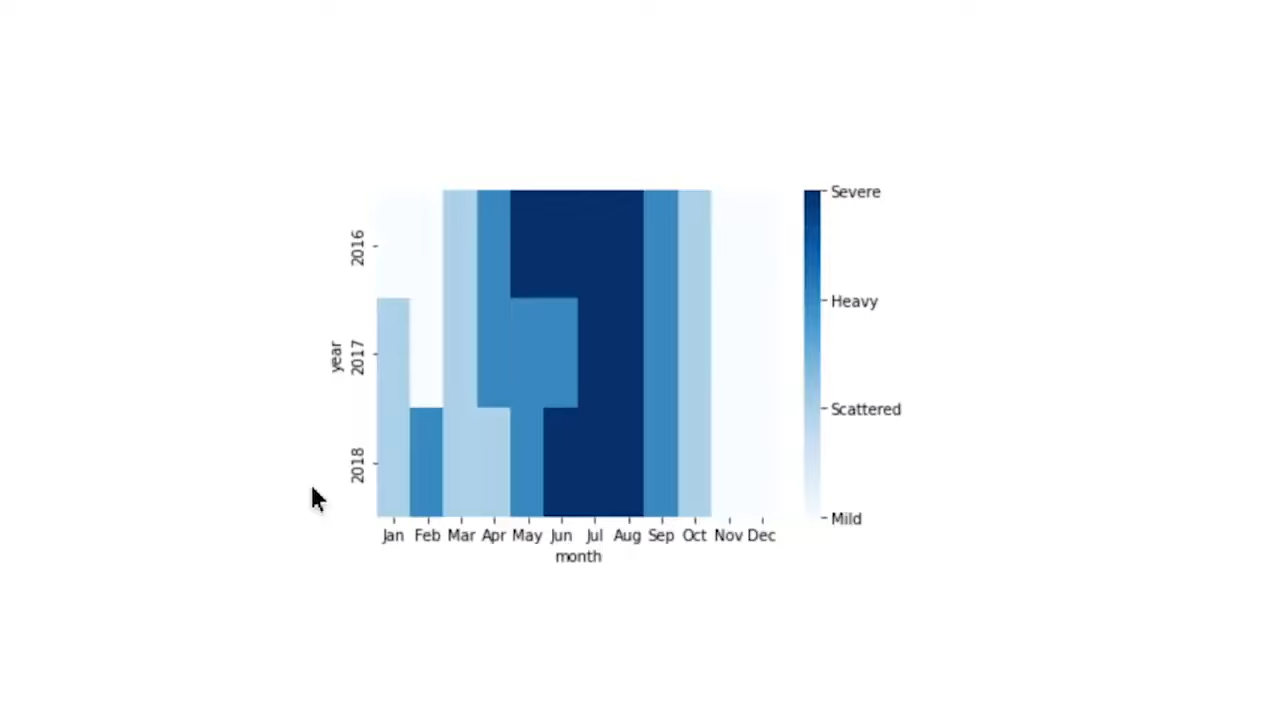 Severe
2016
Heavy
year
2017
Scattered
2018
Mild
Jan Feb Mar Apr May Jun Jul Aug Sep Oct Nov Dec
month